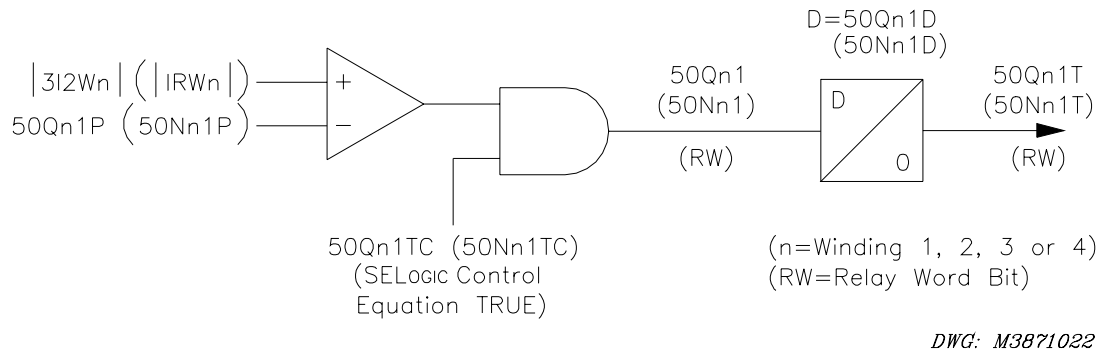 D=50Qn1D
(50Nn1D)
|3I2Wn| (|IRWn|)
50Qn1P (50Nn1P)
+
−
50Qn1
(50Nn1)
(RW)
D
O
50Qn1T
(50Nn1T)
(RW)
50Qn1TC (50Nn1TC)
(SELOGIC Control
Equation TRUE)
(n=Winding 1, 2, 3 or 4)
(RW=Relay Word Bit)
DWG: M3871022